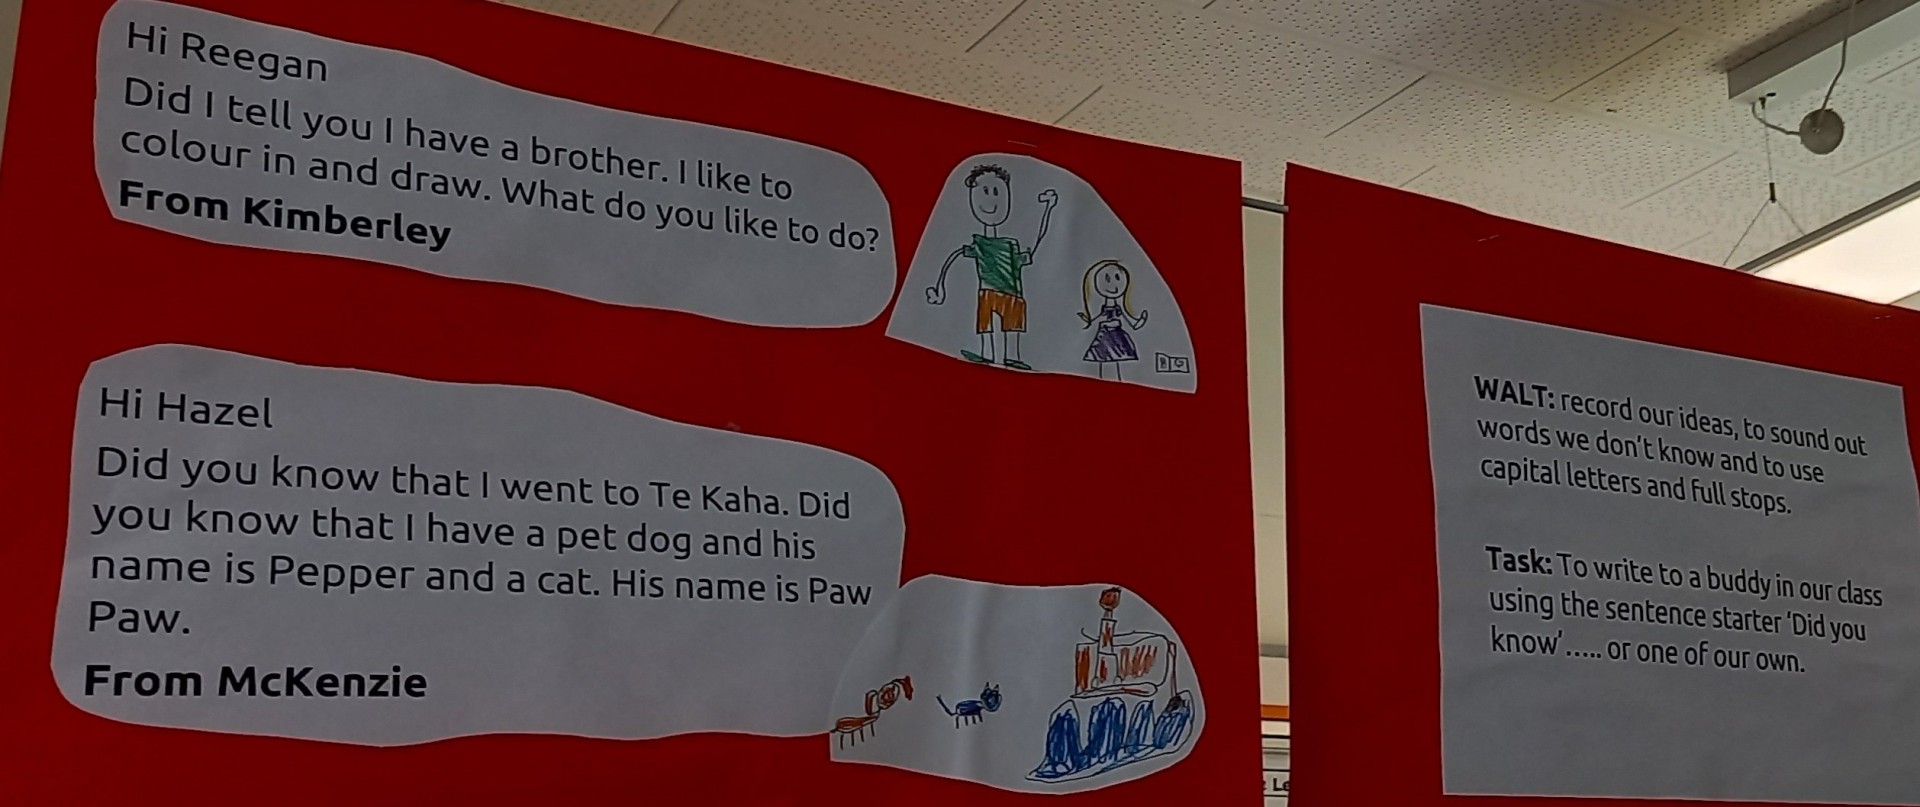 Hi Reegan
Did I tell you I have a brother. I like to
colour in and draw. What do you like to do?
From Kimberley
Hi Hazel
Did you know that I went to Te Kaha. Did
you know that I have a pet dog and his
name is Pepper and a cat. His name is Paw
Paw.
From McKenzie
WALT: record our ideas, to sound out
words we don't know and to use
capital letters and full stops.
Task: To write to a buddy in our class
using the sentence starter 'Did you
know'..... or one of our own.